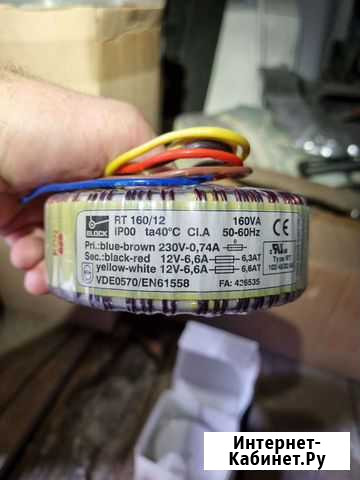 BLOCK
RT 160/12 160VA
IP00 ta40°C Cl.A 50-60Hz
Pri.:blue-brown 230V-0,74A
Sec.:black-red 12V-6,6A 6,3AT
yellow-white 12V-6,6A 6,6AT
VDE0570/EN61558 FA: 426535
CE
Интернет-
Кабинет.Ру